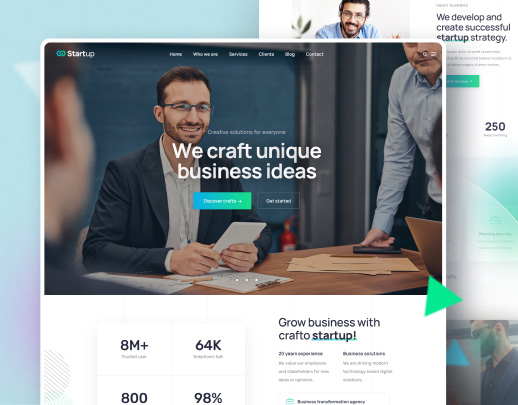 ABOUT BUSINESS
We develop and
create successful
startup strategy.
250
Startup
Home
Who we are
Services
Clients
Blog
Contact
Creative solutions for everyone
We craft unique
business ideas
Discover crafto →
Get started
8M+
Trusted user
64K
Telephonic talk
800
98%
Grow business with
crafto startup!
20 years experience
We value our employees
and stakeholders for new
ideas or opinions.
Business solutions
We are driving modern
technology based digital
solutions.
Business transformation agency